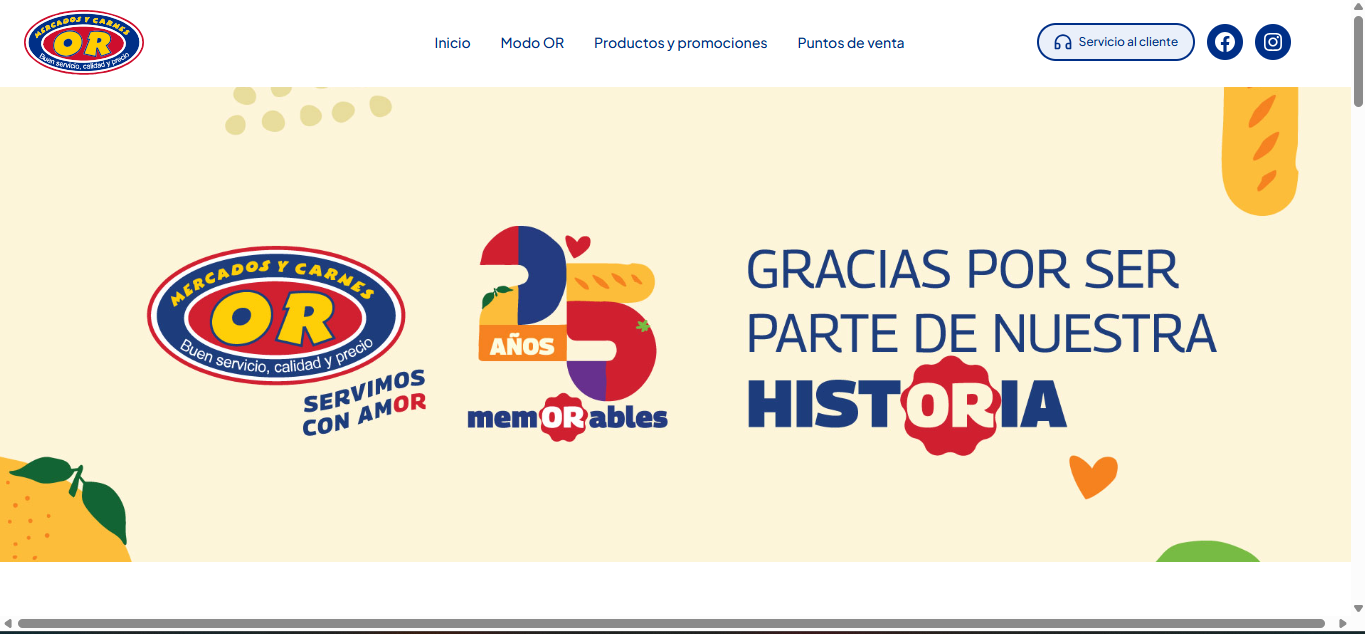 MERCADOS Y CARNES
OR
Buen servicio, calidad y precio
Inicio
Modo OR
Productos y promociones
Puntos de venta
Servicio al cliente
MERCADOS Y CARNES
OR
Buen servicio, calidad y precio
SERVIMOS
CON AMOR
25
AÑOS
memORables
GRACIAS POR SER
PARTE DE NUESTRA
HISTORIA